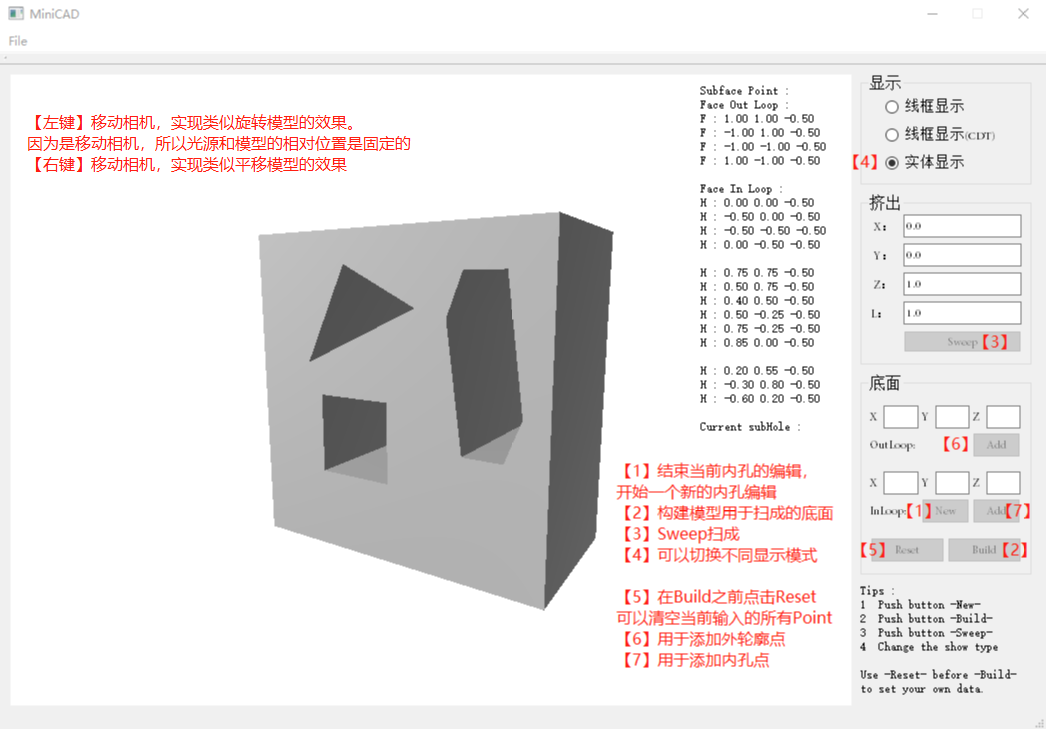 MiniCAD
File
【左键】移动相机，实现类似旋转模型的效果。
因为是移动相机，所以光源和模型的相对位置是固定的
【右键】移动相机，实现类似平移模型的效果
Subface Point :
Face Out Loop :
F : 1.00 1.00 -0.50
F : -1.00 1.00 -0.50
F : -1.00 -1.00 -0.50
F : 1.00 -1.00 -0.50
Face In Loop :
H : 0.00 0.00 -0.50
H : -0.50 0.00 -0.50
H : -0.50 -0.50 -0.50
H : 0.00 -0.50 -0.50
H : 0.75 0.75 -0.50
H : 0.50 0.75 -0.50
H : 0.40 0.50 -0.50
H : 0.50 -0.25 -0.50
H : 0.75 -0.25 -0.50
H : 0.85 0.00 -0.50
H : 0.20 0.55 -0.50
H : -0.30 0.80 -0.50
H : -0.60 0.20 -0.50
Current subHole :
【1】结束当前内孔的编辑，
开始一个新的内孔编辑
【2】构建模型用于扫成的底面
【3】Sweep扫成
【4】可以切换不同显示模式
【5】在Build之前点击Reset
可以清空当前输入的所有Point
【6】用于添加外轮廓点
【7】用于添加内孔点
显示
线框显示
线框显示(CDT)
【4】 实体显示
挤出
X: 0.0
Y: 0.0
Z: 1.0
L: 1.0
Sweep 【3】
底面
X Y Z
OutLoop: 【6】 Add
X Y Z
InLoop: 【1】 New Add 【7】
【5】 Reset Build 【2】
Tips :
1 Push button -New-
2 Push button -Build-
3 Push button -Sweep-
4 Change the show type
Use -Reset- before -Build-
to set your own data.